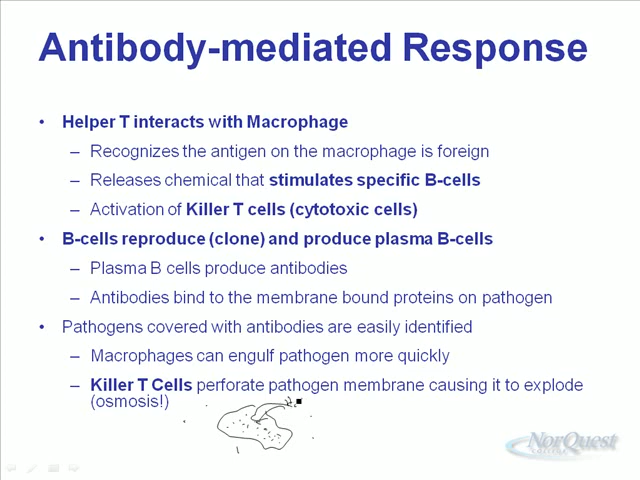 Antibody-mediated Response
• Helper T interacts with Macrophage
– Recognizes the antigen on the macrophage is foreign
– Releases chemical that stimulates specific B-cells
– Activation of Killer T cells (cytotoxic cells)
• B-cells reproduce (clone) and produce plasma B-cells
– Plasma B cells produce antibodies
– Antibodies bind to the membrane bound proteins on pathogen
• Pathogens covered with antibodies are easily identified
– Macrophages can engulf pathogen more quickly
– Killer T Cells perforate pathogen membrane causing it to explode
(osmosis!)
NorQuest
COLLEGE